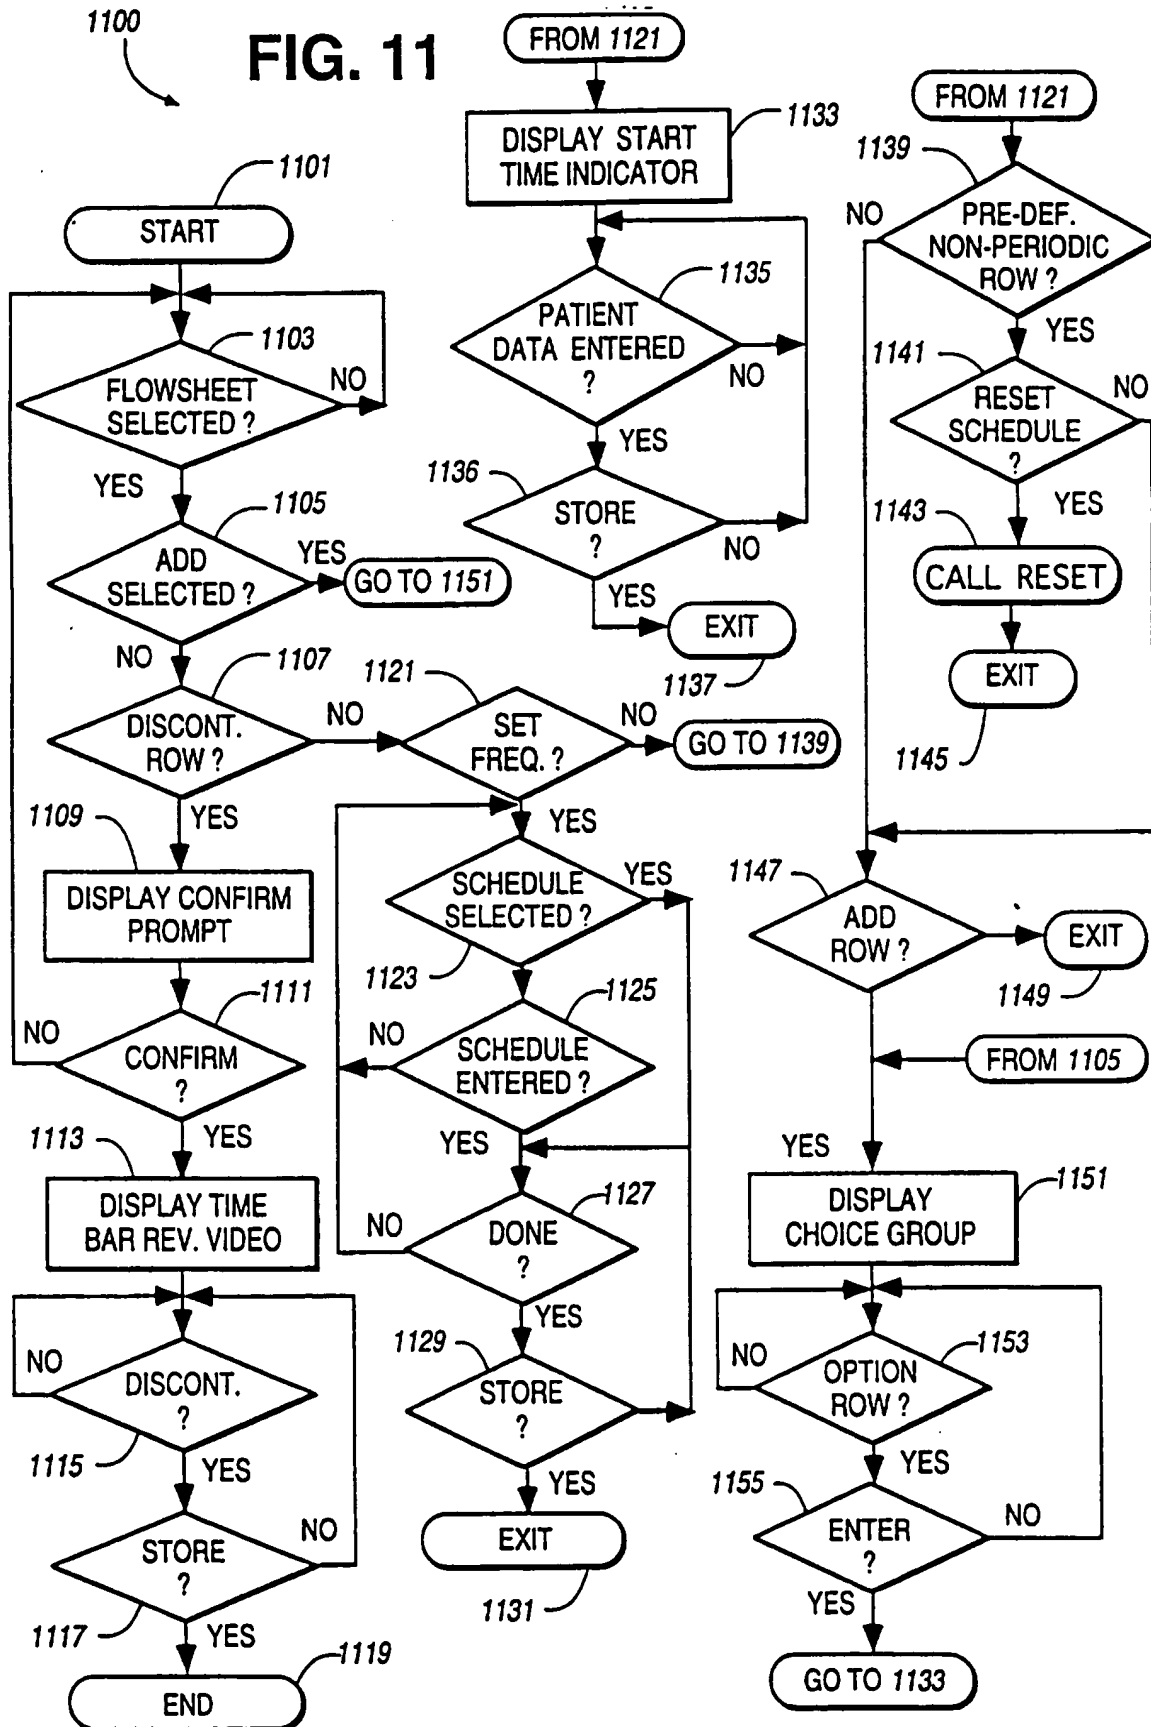 1100
FIG. 11
1101
START
1103
FLOWSHEET
SELECTED ?
NO
YES
1105
ADD
SELECTED ?
YES
GO TO 1151
NO
1107
DISCONT.
ROW ?
NO
YES
1109
DISPLAY CONFIRM
PROMPT
1111
NO
CONFIRM
?
YES
1113
DISPLAY TIME
BAR REV. VIDEO
NO
DISCONT.
?
1115
YES
STORE
?
NO
1117
YES
1119
END
FROM 1121
1133
DISPLAY START
TIME INDICATOR
1135
PATIENT
DATA ENTERED
?
NO
YES
1136
STORE
?
NO
YES
EXIT
1137
1121
SET
FREQ. ?
NO
GO TO 1139
YES
SCHEDULE
SELECTED ?
YES
1123
1125
NO
SCHEDULE
ENTERED ?
YES
1127
NO
DONE
?
YES
1129
STORE
?
YES
EXIT
1131
FROM 1121
1139
NO
PRE-DEF.
NON-PERIODIC
ROW ?
YES
1141
NO
RESET
SCHEDULE
?
YES
1143
CALL RESET
EXIT
1145
1147
ADD
ROW ?
EXIT
1149
FROM 1105
YES
1151
DISPLAY
CHOICE GROUP
1153
NO
OPTION
ROW ?
YES
1155
ENTER
?
NO
YES
GO TO 1133